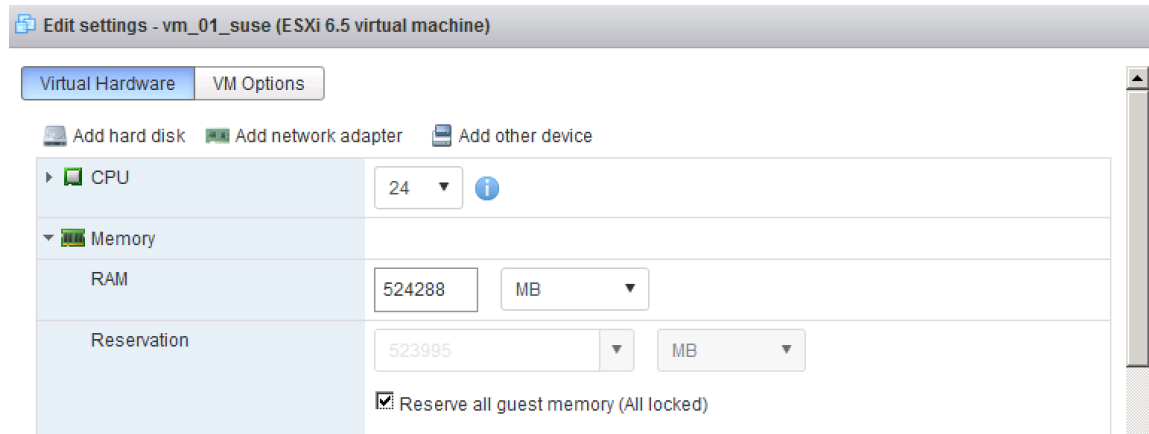 Edit settings - vm_01_suse (ESXi 6.5 virtual machine)
Virtual Hardware VM Options
Add hard disk Add network adapter Add other device
CPU 24
Memory
RAM 524288 MB
Reservation 523995 MB
Reserve all guest memory (All locked)